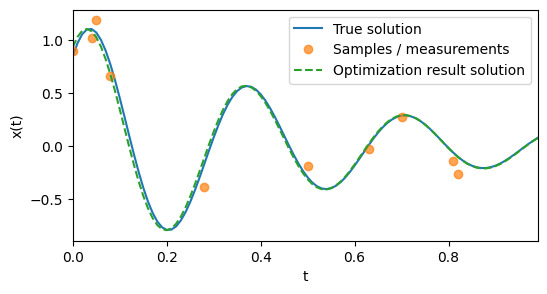 True solution
Samples / measurements
Optimization result solution
x(t)
1.0
0.5
0.0
−0.5
0.0
0.2
0.4
0.6
0.8
t